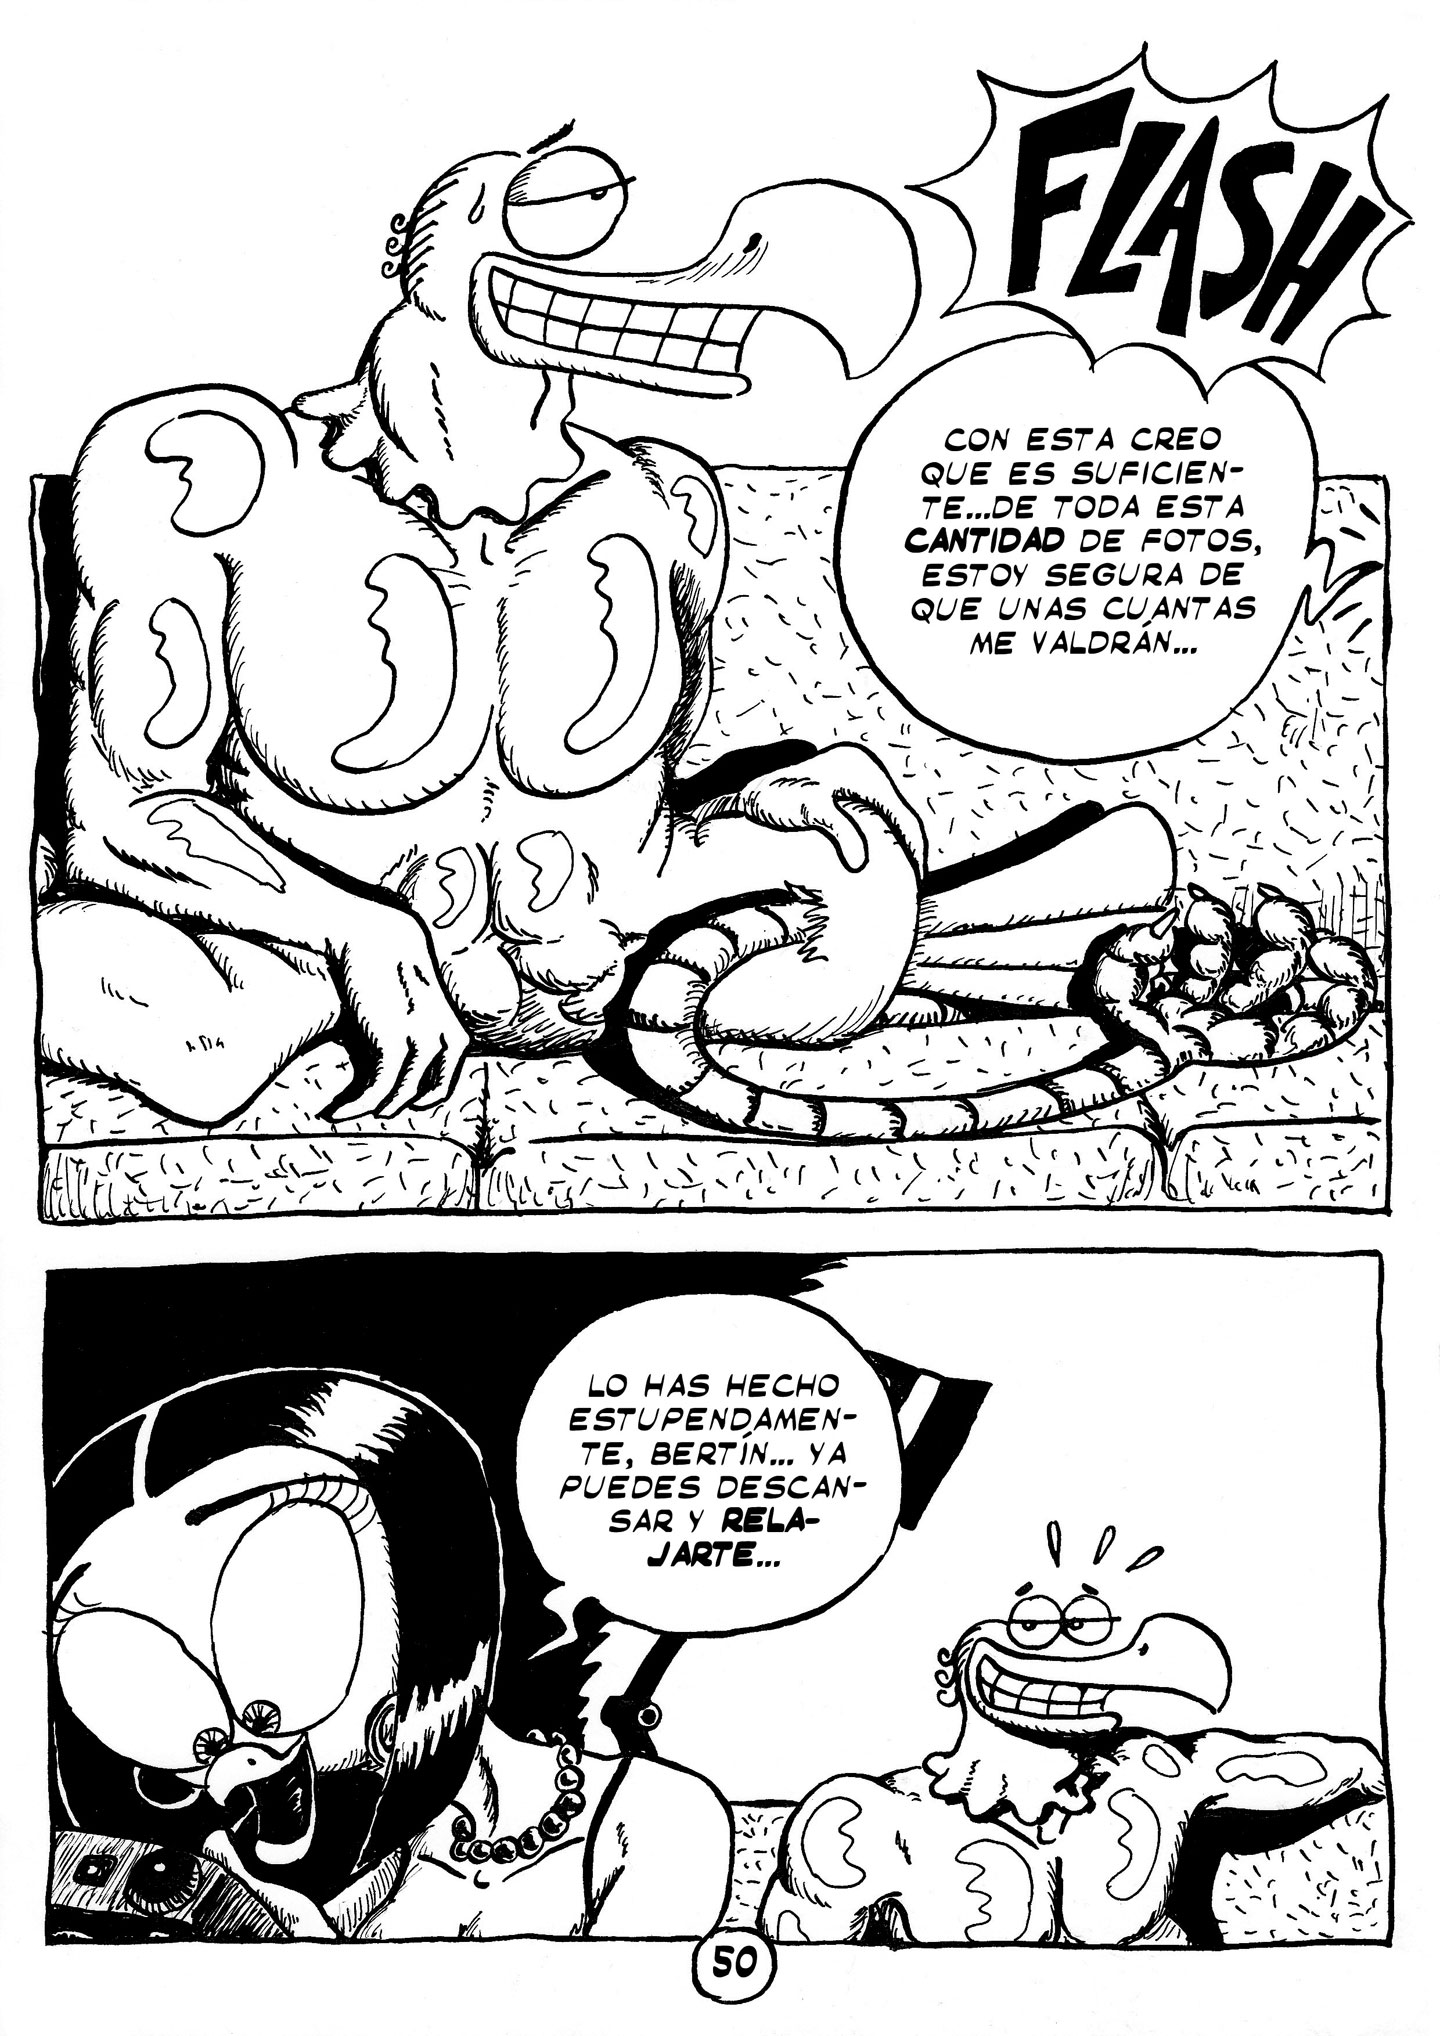 FLASH
CON ESTA CREO
QUE ES SUFICIEN-
TE...DE TODA ESTA
CANTIDAD DE FOTOS,
ESTOY SEGURA DE
QUE UNAS CUANTAS
ME VALDRÁN...
LO HAS HECHO
ESTUPENDAMEN-
TE, BERTÍN... YA
PUEDES DESCAN-
SAR Y RELA-
JARTE...
50